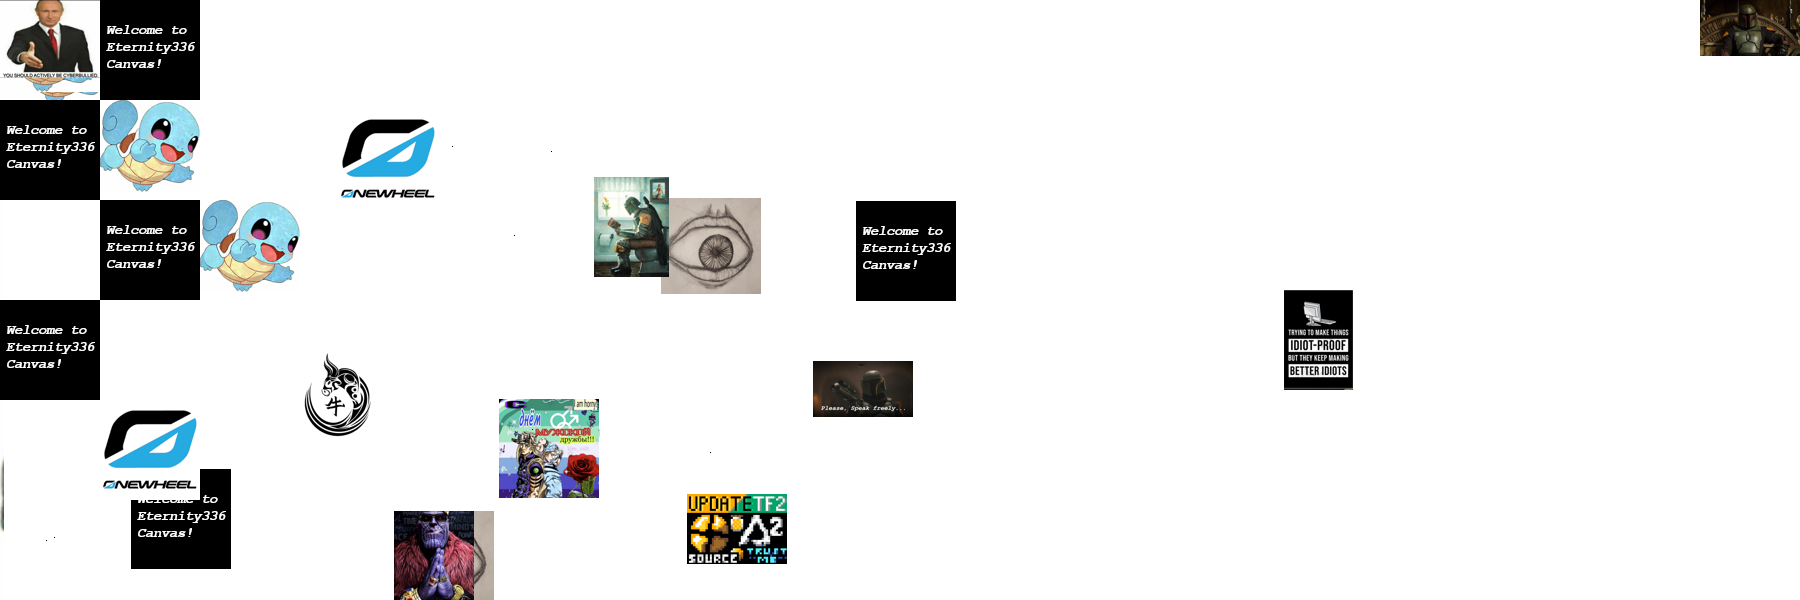 YOU SHOULD ACTIVELY BE CYBERBULLIED.
Welcome to
Eternity336
Canvas!
Welcome to
Eternity336
Canvas!
ONEWHEEL
Welcome to
Eternity336
Canvas!
Welcome to
Eternity336
Canvas!
TRYING TO MAKE THINGS
IDIOT-PROOF
BUT THEY KEEP MAKING
BETTER IDIOTS
Welcome to
Eternity336
Canvas!
牛
Please, Speak freely...
I am horny
С днём
МУЖСКОЙ
дружбы!!!
ONEWHEEL
Welcome to
Eternity336
Canvas!
UPDATE TF2
SOURCE 2
TRUST
ME